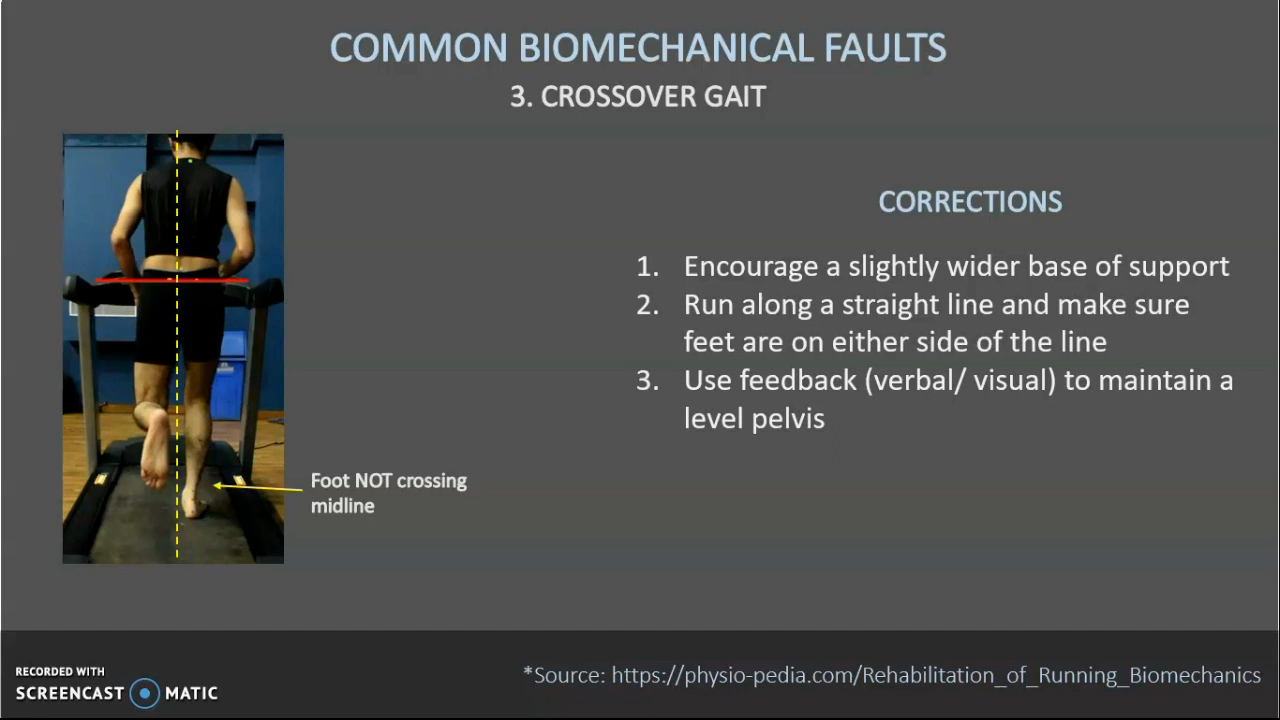 COMMON BIOMECHANICAL FAULTS
3. CROSSOVER GAIT
CORRECTIONS
1. Encourage a slightly wider base of support
2. Run along a straight line and make sure
feet are on either side of the line
3. Use feedback (verbal/ visual) to maintain a
level pelvis
Foot NOT crossing
midline
RECORDED WITH
SCREENCAST MATIC
*Source: https://physio-pedia.com/Rehabilitation_of_Running_Biomechanics